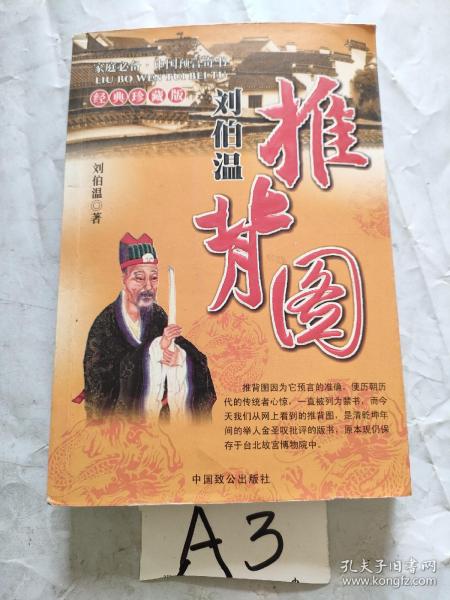 家庭必备·中国预言奇书
LIU BO WEN TUI BEI TU
经典珍藏版
刘伯温
推背图
刘伯温◎著
推背图因为它预言的准确，使历朝历
代的传统者心惊，一直被列为禁书，而今
天我们从网上看到的推背图，是清乾坤年
间的举人金圣叹批评的版书，原本现仍保
存于台北故宫博物院中。
中国致公出版社
A3
孔夫子旧书网
www.kongfz.com